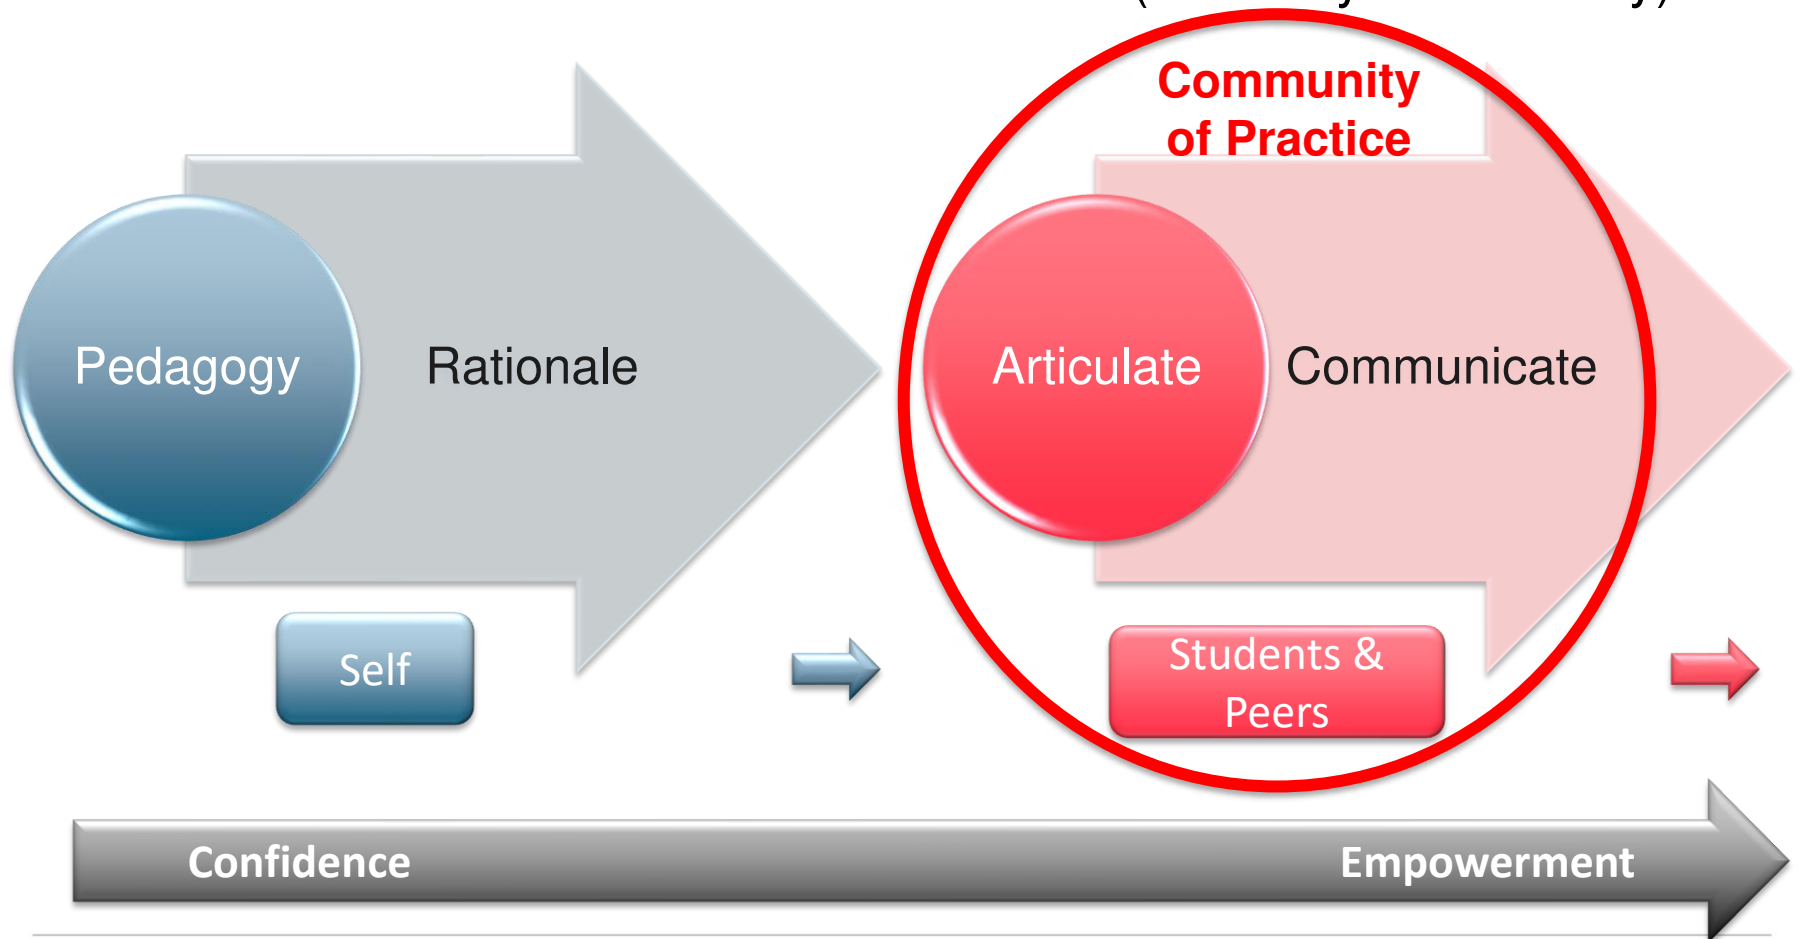 Community
of Practice
Pedagogy
Rationale
Articulate
Communicate
Self
Students &
Peers
Confidence
Empowerment